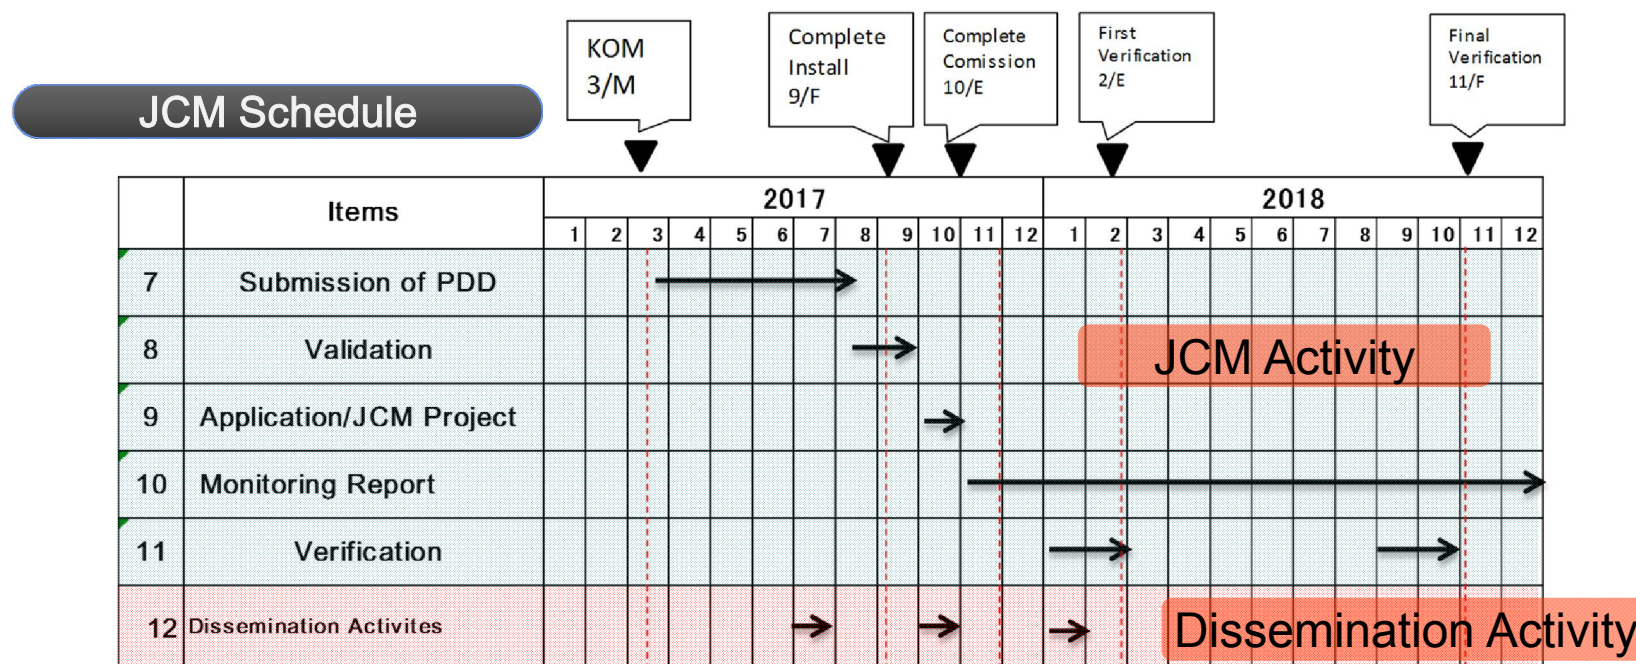 KOM
3/M
Complete
Install
9/F
Complete
Comission
10/E
First
Verification
2/E
Final
Verification
11/F
JCM Schedule
Items
2017
2018
1 2 3 4 5 6 7 8 9 10 11 12 1 2 3 4 5 6 7 8 9 10 11 12
7 Submission of PDD
8 Validation
JCM Activity
9 Application/JCM Project
10 Monitoring Report
11 Verification
12 Dissemination Activites
Dissemination Activity